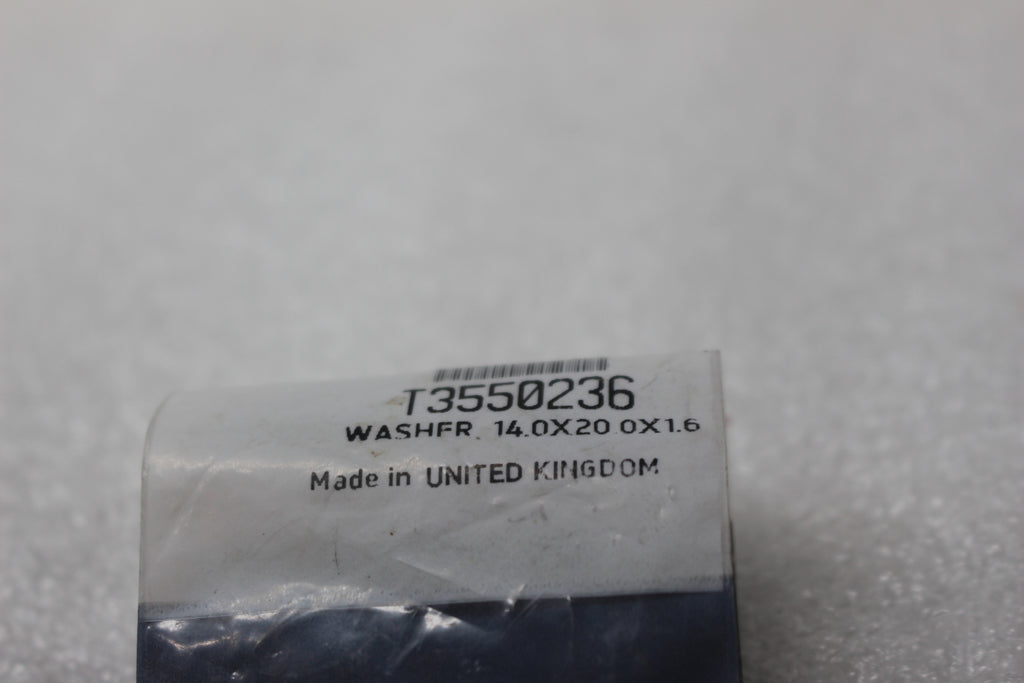 T3550236
WASHER, 14.0X20.0X1.6
Made in UNITED KINGDOM